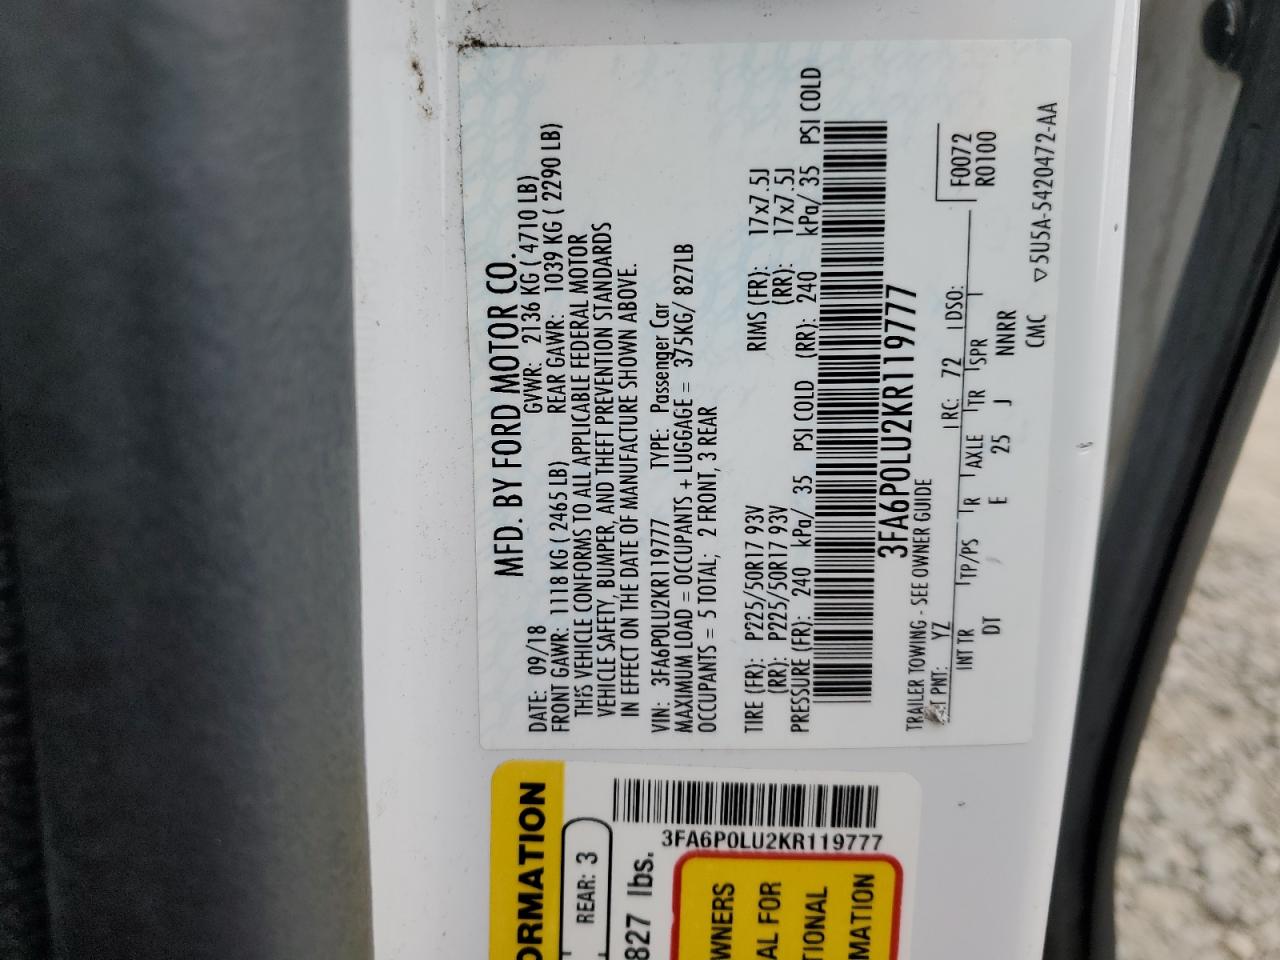 MFD. BY FORD MOTOR CO.
DATE: 09/18 GVWR: 2136 KG ( 4710 LB)
FRONT GAWR: 1118 KG ( 2465 LB) REAR GAWR: 1039 KG ( 2290 LB)
THIS VEHICLE CONFORMS TO ALL APPLICABLE FEDERAL MOTOR
VEHICLE SAFETY, BUMPER, AND THEFT PREVENTION STANDARDS
IN EFFECT ON THE DATE OF MANUFACTURE SHOWN ABOVE.
VIN: 3FA6P0LU2KR119777 TYPE: Passenger Car
MAXIMUM LOAD = OCCUPANTS + LUGGAGE = 375KG/ 827LB
OCCUPANTS = 5 TOTAL; 2 FRONT, 3 REAR
TIRE (FR): P225/50R17 93V RIMS (FR): 17x7.5J
(RR): P225/50R17 93V (RR): 17x7.5J
PRESSURE (FR): 240 kPa/ 35 PSI COLD (RR): 240 kPa/ 35 PSI COLD
3FA6P0LU2KR119777
TRAILER TOWING - SEE OWNER GUIDE
PNT: YZ RC: 72 DSO: F0072
INT TR TP/PS R AXLE TR SPR R0100
DT E 25 J NNRR
CMC ▽5U5A-5420472-AA
ORMATION
REAR: 3
827 lbs.
3FA6P0LU2KR119777
WNERS
AL FOR
TIONAL
MATION